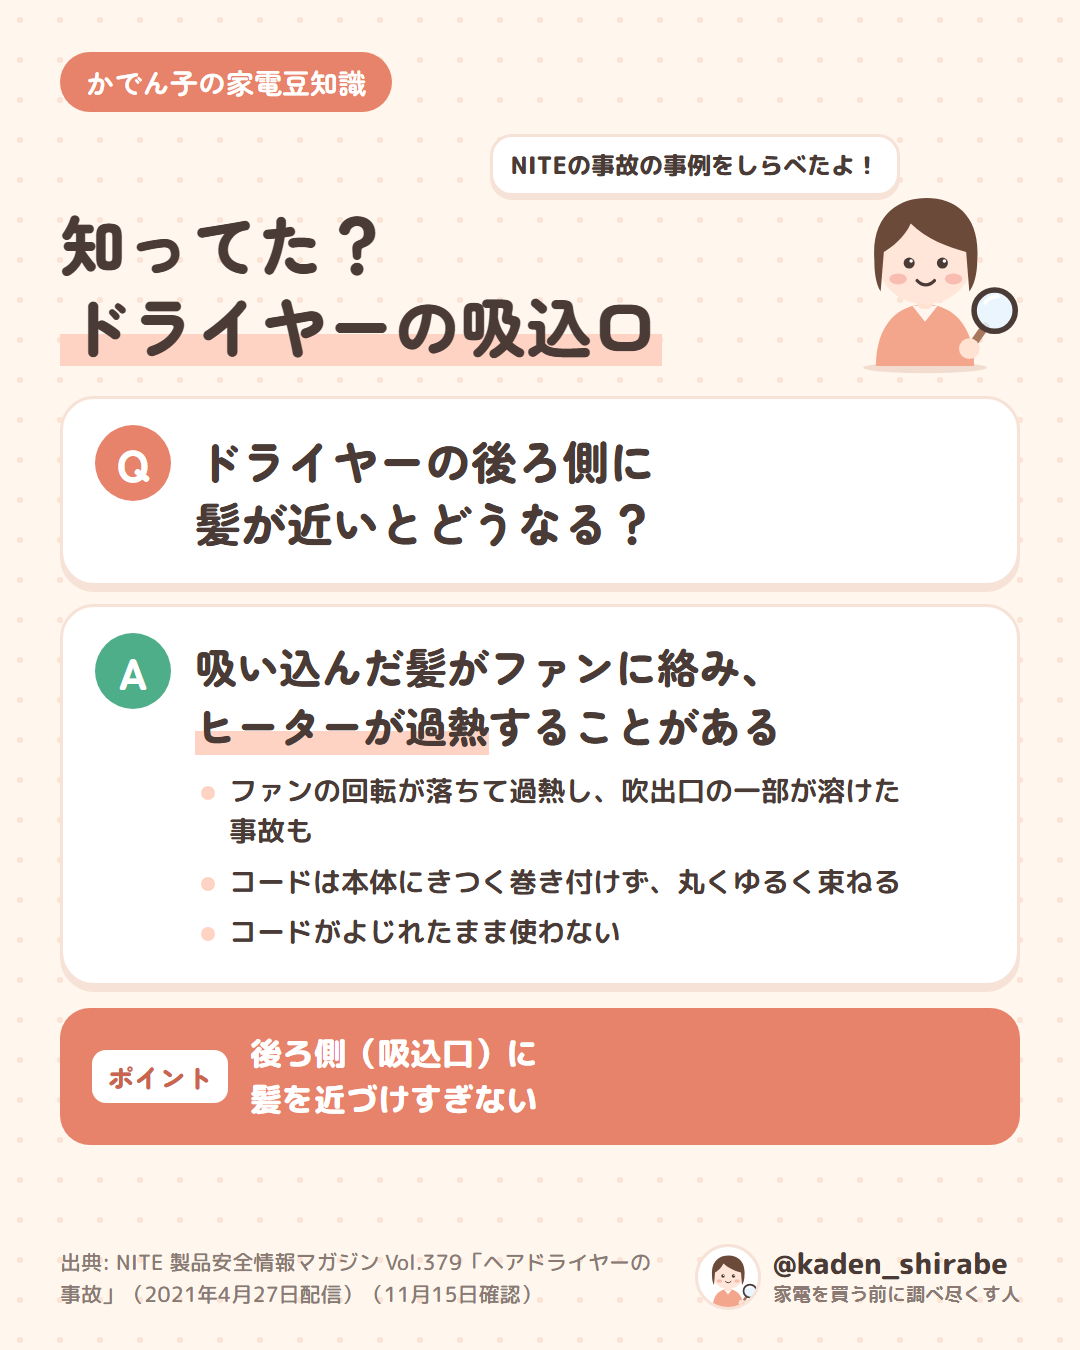 かでん子の家電豆知識
NITEの事故の事例をしらべたよ！
知ってた？
ドライヤーの吸込口
Q
ドライヤーの後ろ側に
髪が近いとどうなる？
A
吸い込んだ髪がファンに絡み、
ヒーターが過熱することがある
ファンの回転が落ちて過熱し、吹出口の一部が溶けた
事故も
コードは本体にきつく巻き付けず、丸くゆるく束ねる
コードがよじれたまま使わない
ポイント
後ろ側（吸込口）に
髪を近づけすぎない
出典: NITE 製品安全情報マガジン Vol.379「ヘアドライヤーの
事故」（2021年4月27日配信）（11月15日確認）
@kaden_shirabe
家電を買う前に調べ尽くす人